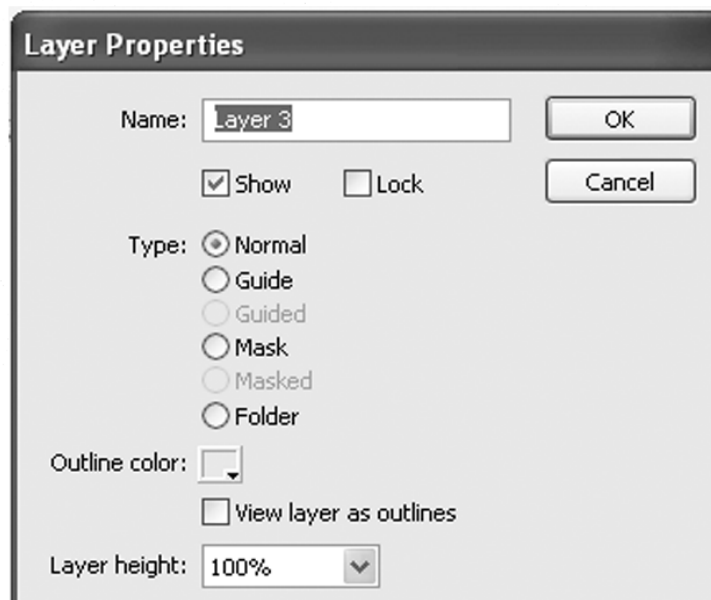 Layer Properties
Name: Layer 3 OK
Show Lock Cancel
Type: Normal
Guide
Guided
Mask
Masked
Folder
Outline color:
View layer as outlines
Layer height: 100%